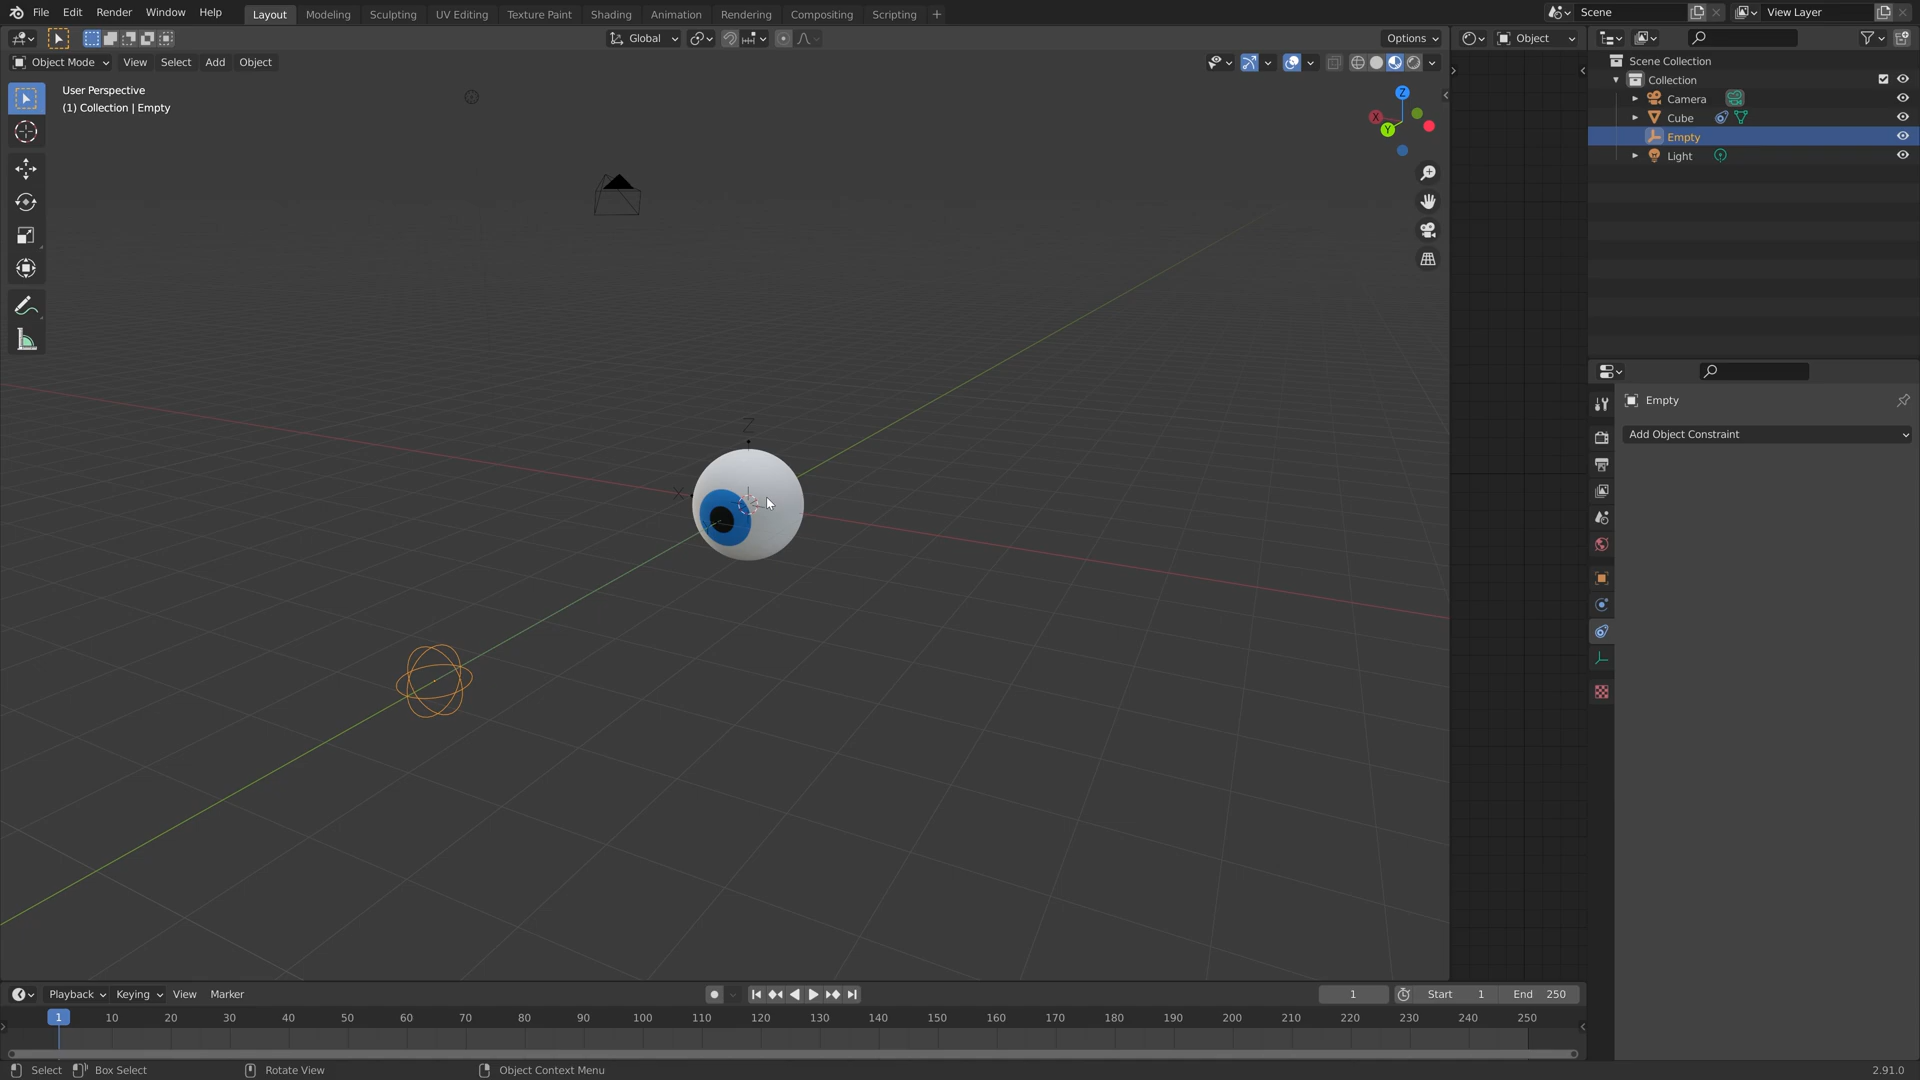 File Edit Render Window Help Layout Modeling Sculpting UV Editing Texture Paint Shading Animation Rendering Compositing Scripting + Scene View Layer
Global Options Object
Object Mode View Select Add Object
User Perspective
(1) Collection | Empty
Z
X
Y
Z
X
Scene Collection
Collection
Camera
Cube
Empty
Light
Empty
Add Object Constraint
Playback Keying View Marker 1 Start 1 End 250
1 10 20 30 40 50 60 70 80 90 100 110 120 130 140 150 160 170 180 190 200 210 220 230 240 250
Select Box Select Rotate View Object Context Menu 2.91.0